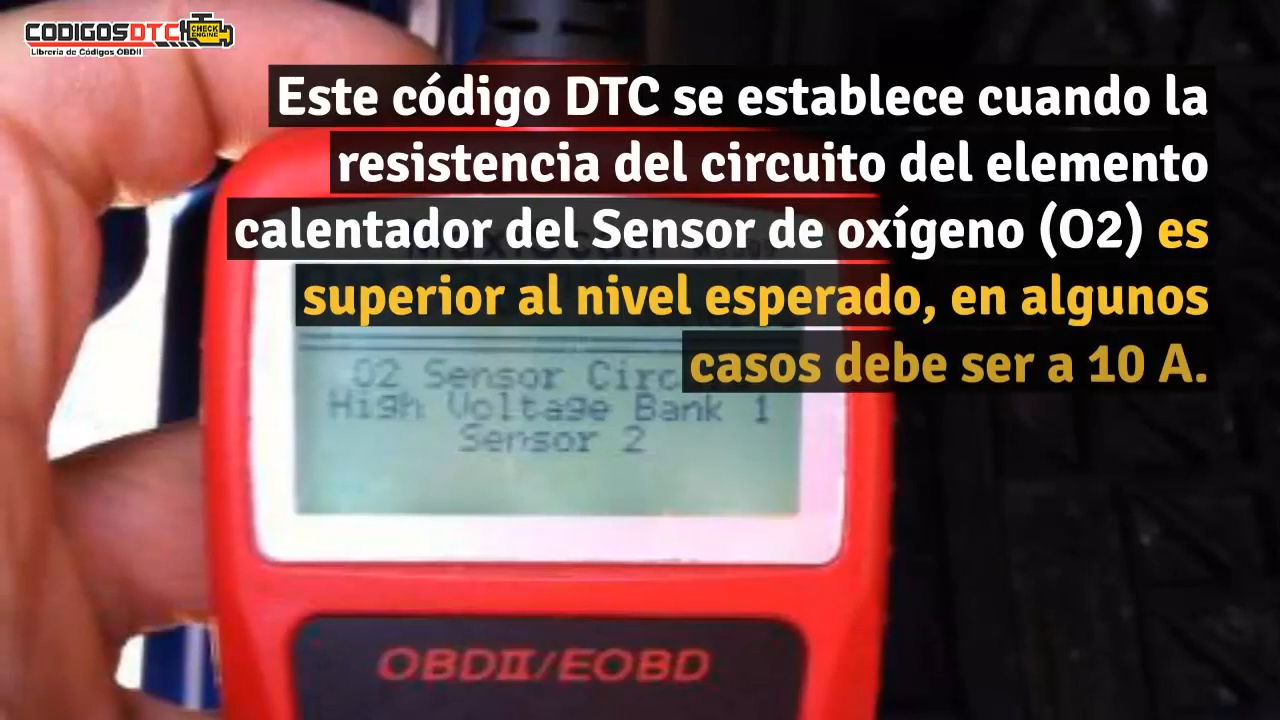 CODIGOSDTC
CHECK
ENGINE
Librería de Códigos OBDII
Este código DTC se establece cuando la
resistencia del circuito del elemento
calentador del Sensor de oxígeno (O2) es
superior al nivel esperado, en algunos
casos debe ser a 10 A.
O2 Sensor Circ
High Voltage Bank 1
Sensor 2
OBDII/EOBD